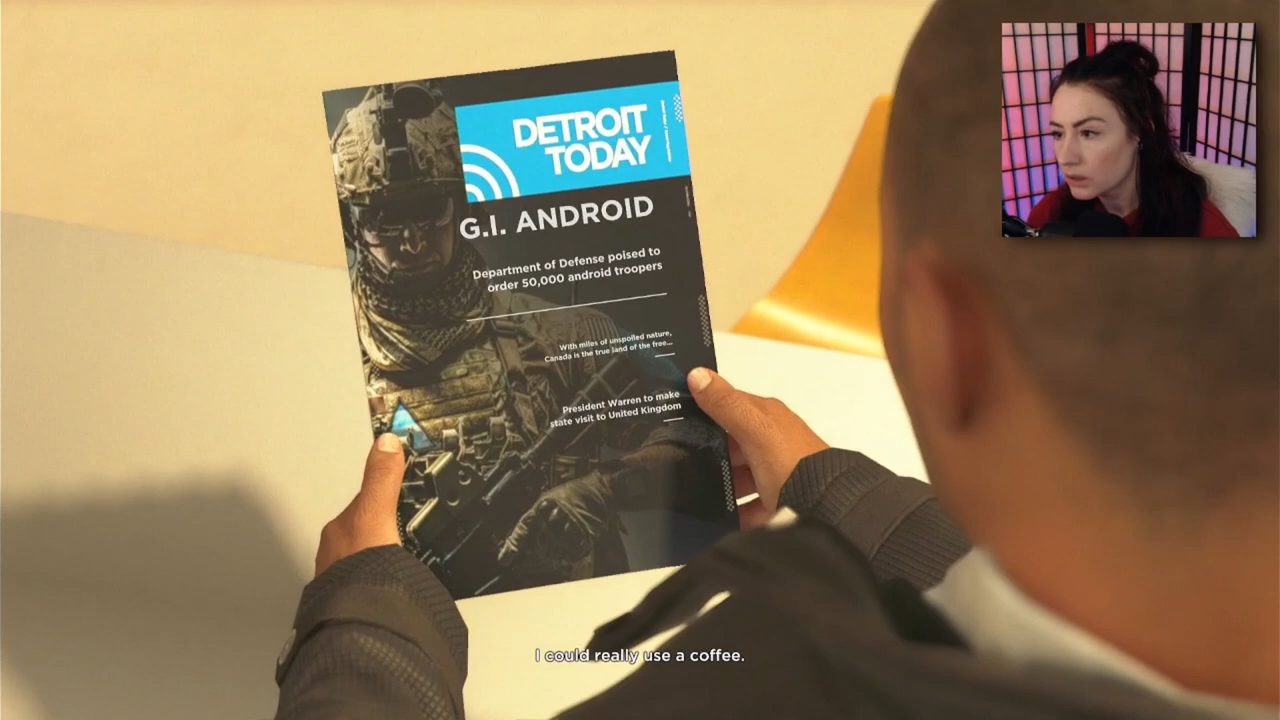 DETROIT
TODAY
G.I. ANDROID
Department of Defense poised to
order 50,000 android troopers
With miles of unspoiled nature,
Canada is the true land of the free...
President Warren to make
state visit to United Kingdom
I could really use a coffee.